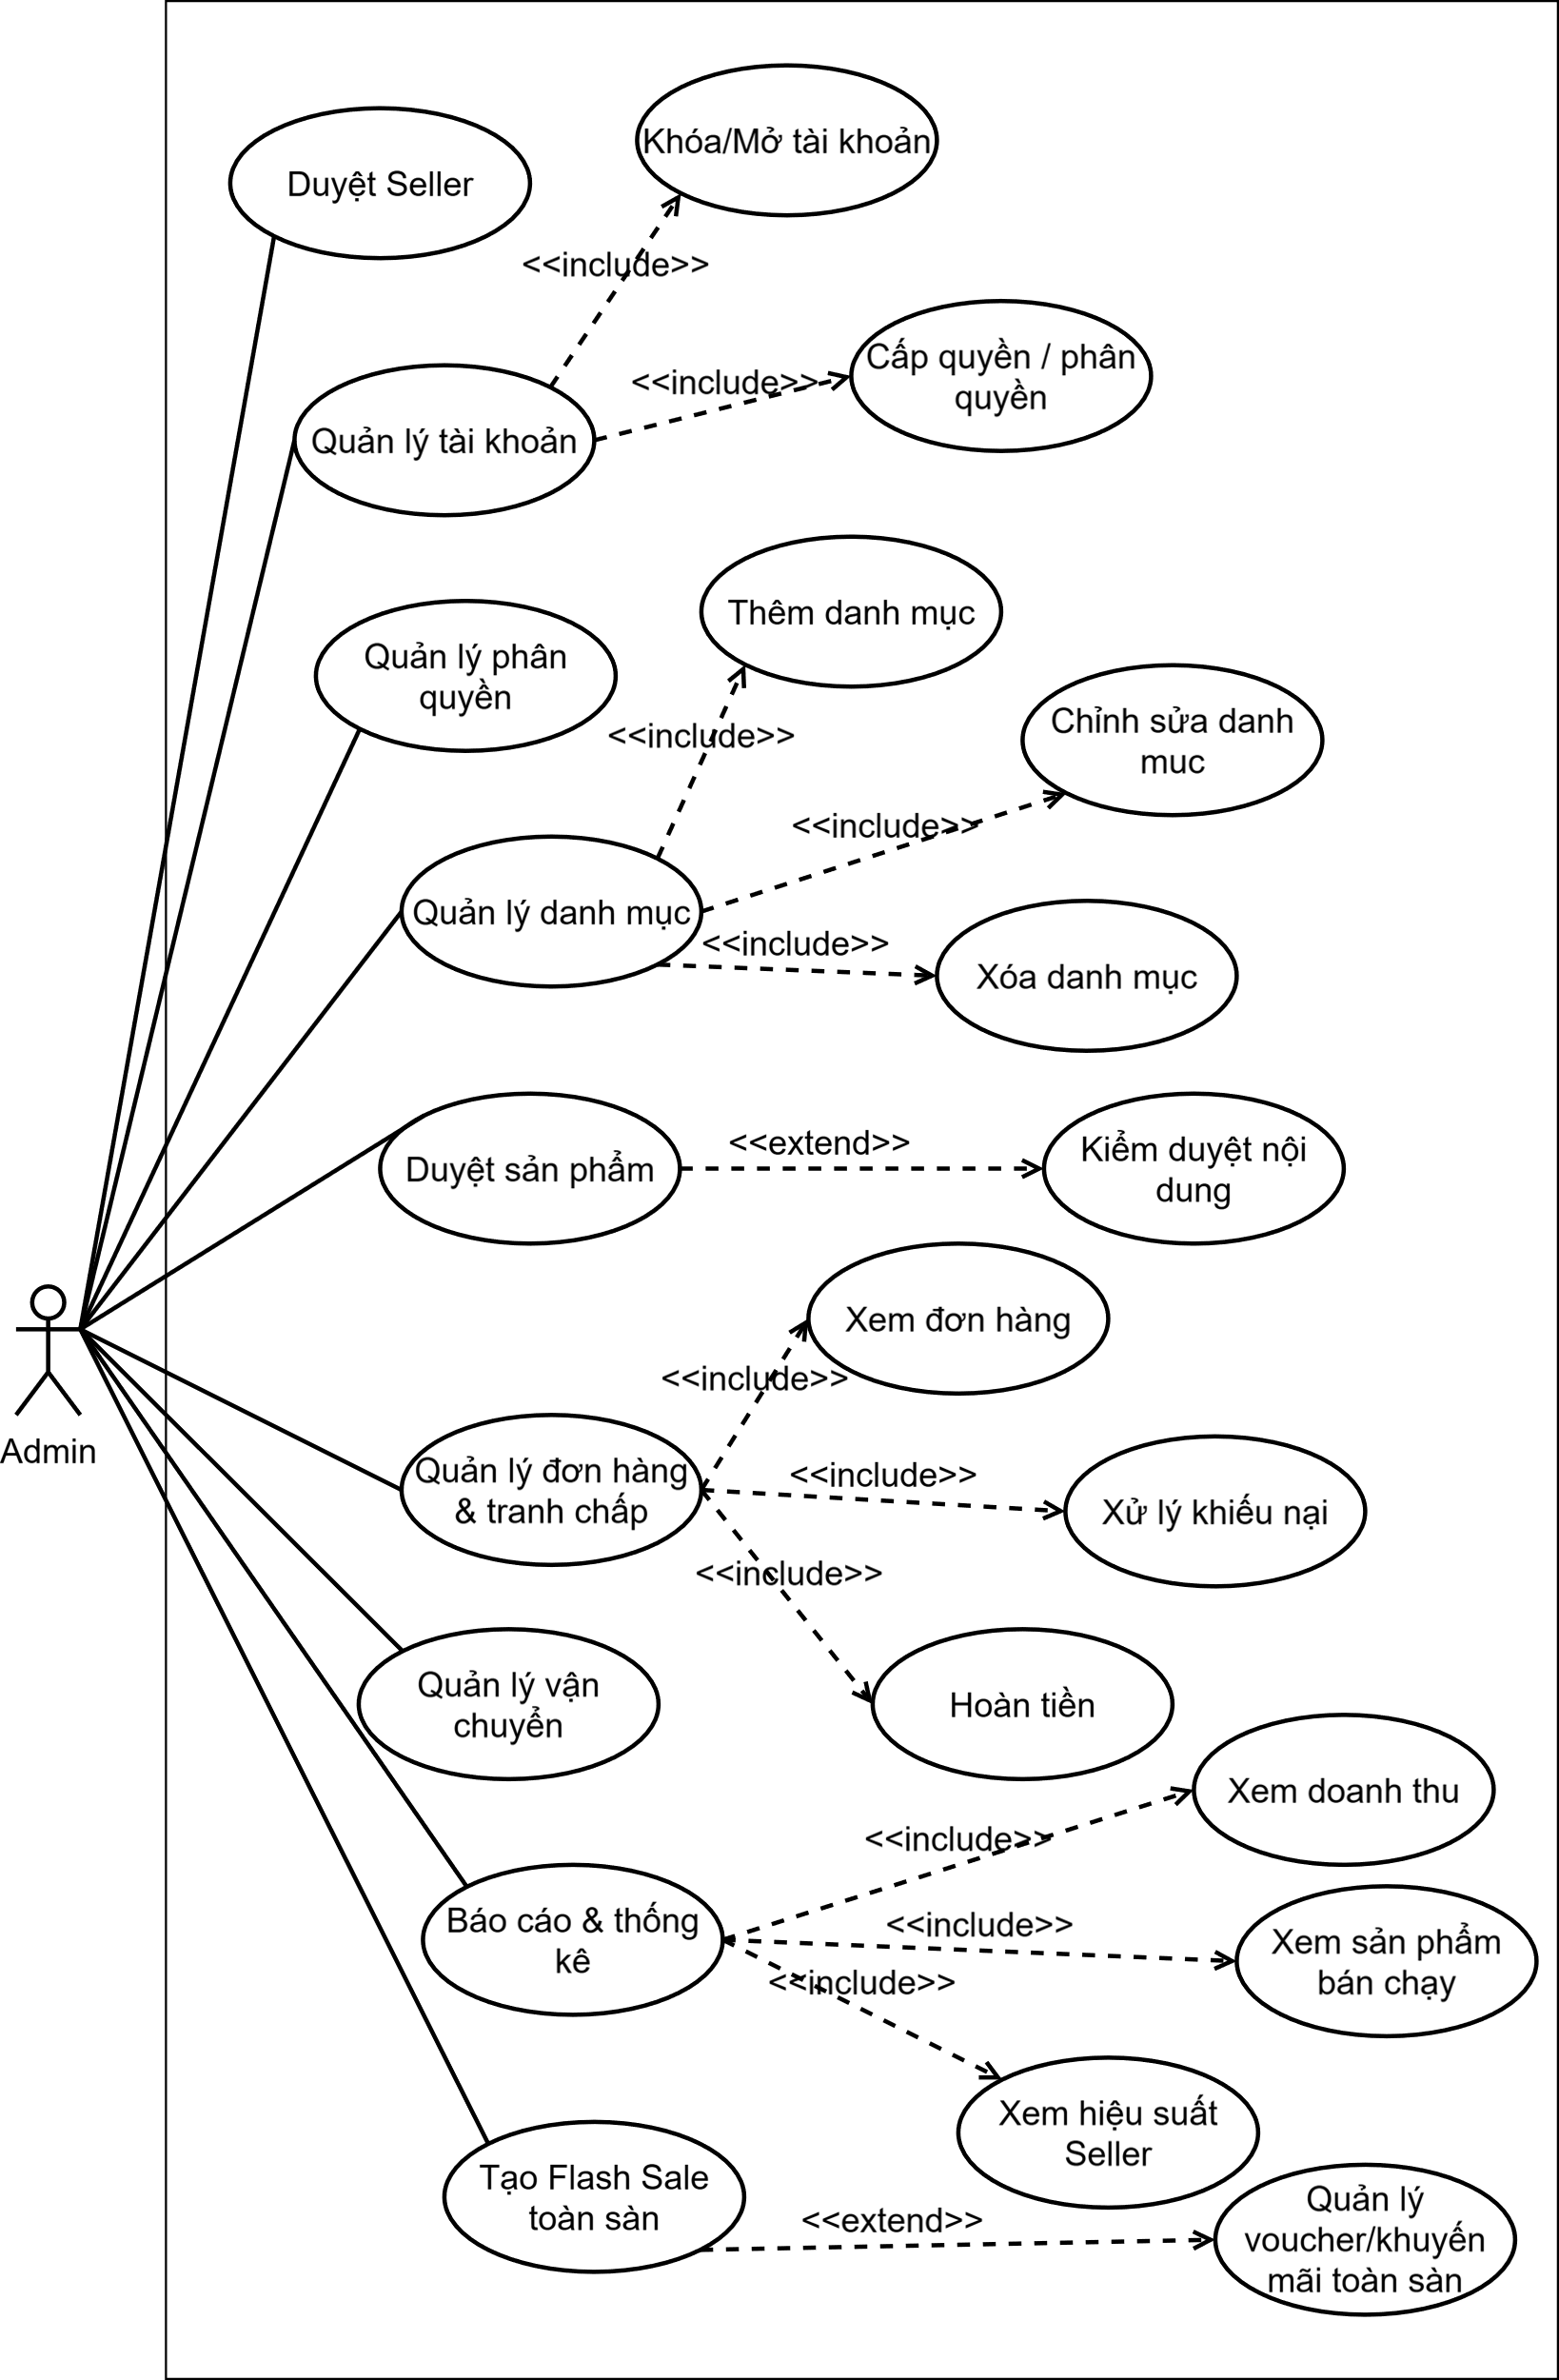 Khóa/Mở tài khoản
Duyệt Seller
<<include>>
Cấp quyền / phân
quyền
<<include>>
Quản lý tài khoản
Thêm danh mục
Quản lý phân
quyền
<<include>>
Chỉnh sửa danh
muc
<<include>>
Quản lý danh mục
<<include>>
Xóa danh mục
<<extend>>
Kiểm duyệt nội
dung
Duyệt sản phẩm
Xem đơn hàng
<<include>>
Admin
Quản lý đơn hàng
& tranh chấp
<<include>>
Xử lý khiếu nại
<<include>>
Quản lý vận
chuyển
Hoàn tiền
Xem doanh thu
<<include>>
Báo cáo & thống
kê
<<include>>
Xem sản phẩm
bán chạy
<<include>>
Xem hiệu suất
Seller
Tạo Flash Sale
toàn sàn
<<extend>>
Quản lý
voucher/khuyến
mãi toàn sàn